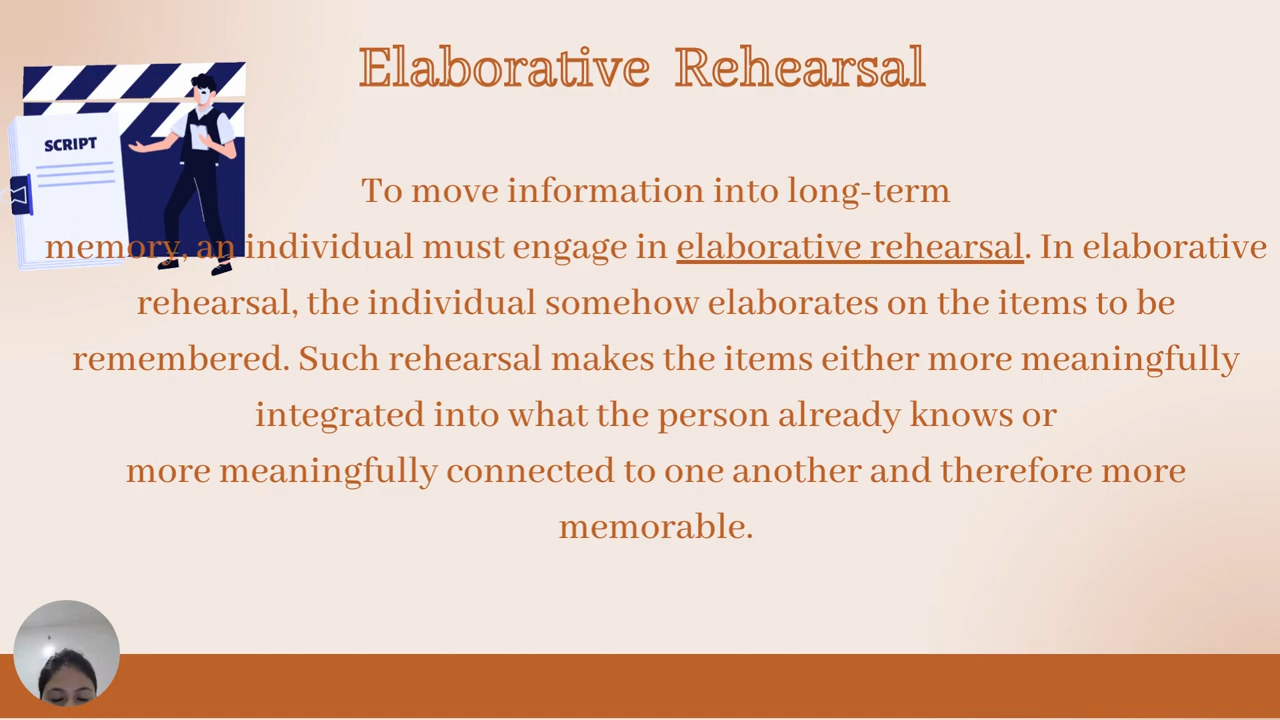 Elaborative Rehearsal
SCRIPT
To move information into long-term
memory, an individual must engage in elaborative rehearsal. In elaborative
rehearsal, the individual somehow elaborates on the items to be
remembered. Such rehearsal makes the items either more meaningfully
integrated into what the person already knows or
more meaningfully connected to one another and therefore more
memorable.